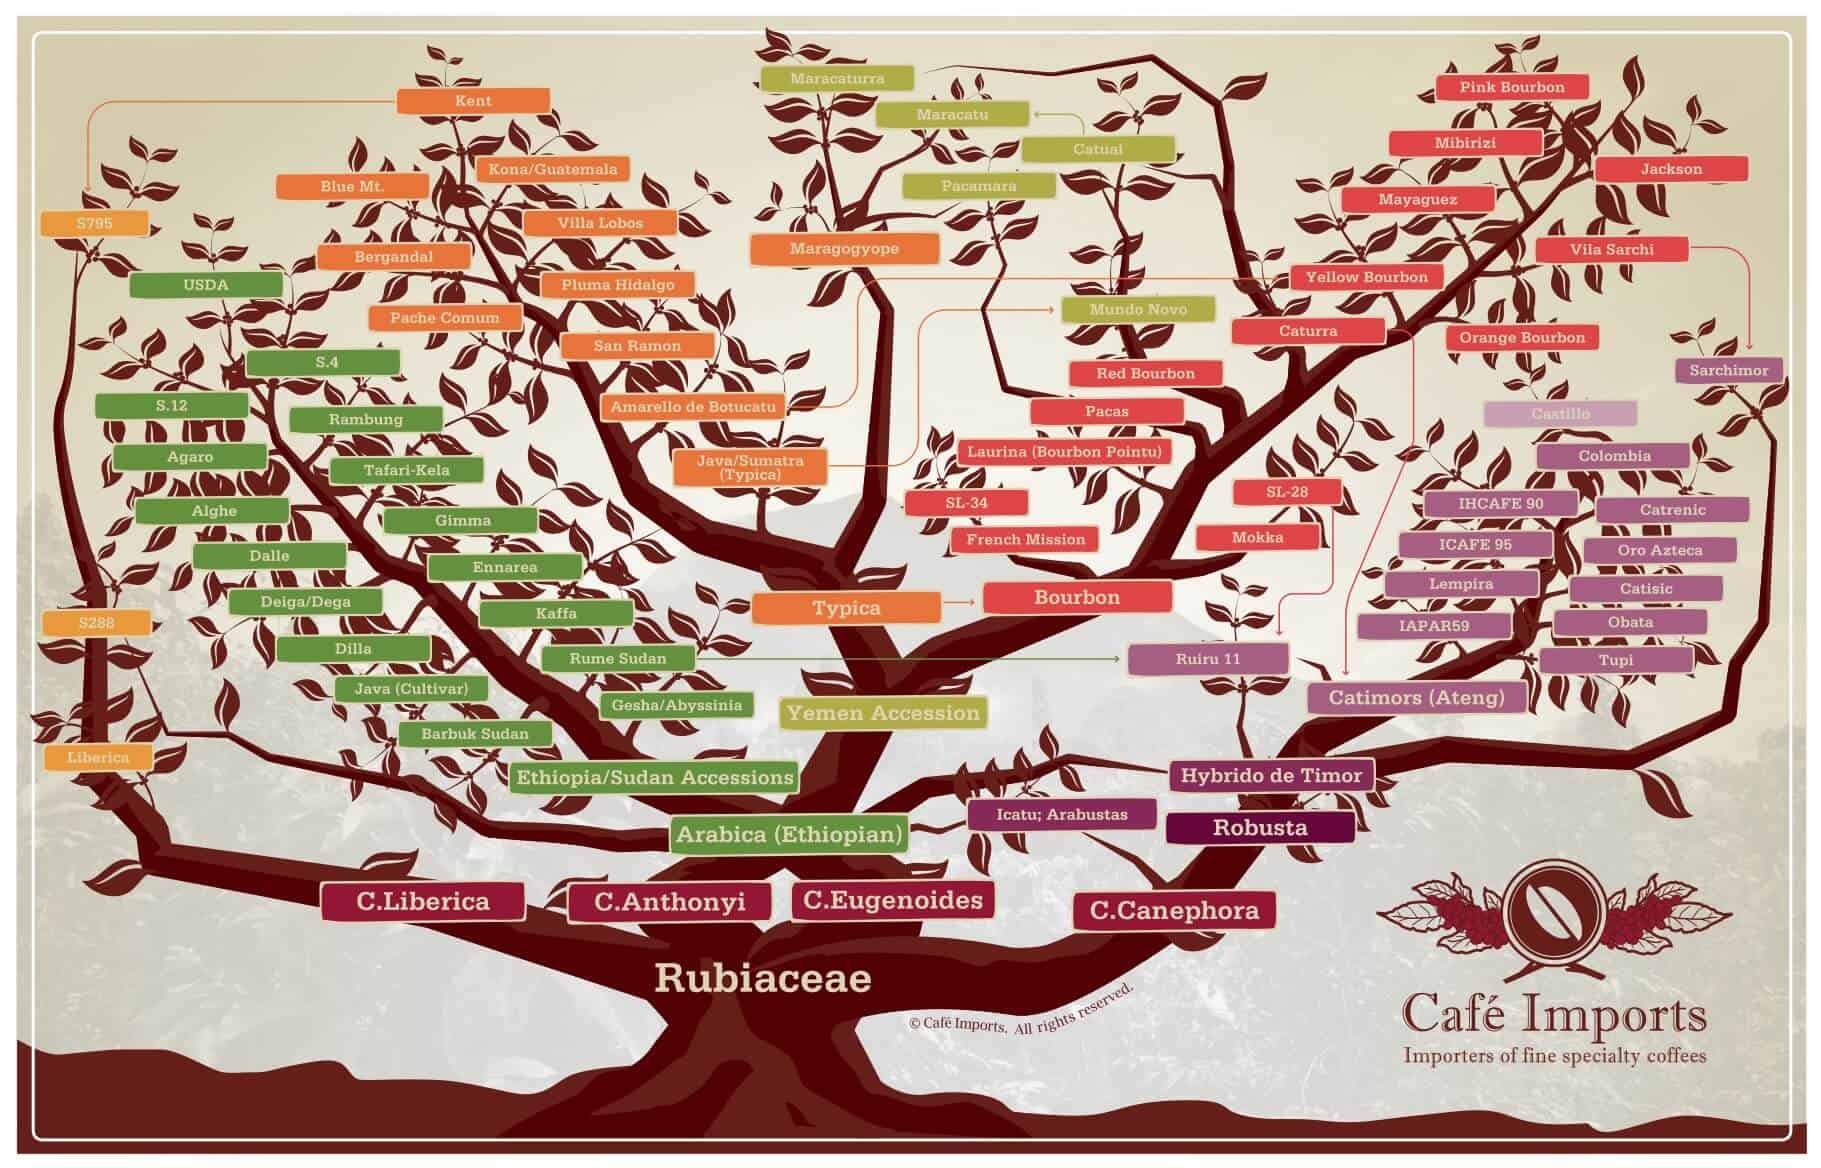 Maracaturra
Pink Bourbon
Kent
Maracatu
Mibirizi
Catual
Kona/Guatemala
Jackson
Blue Mt.
Pacamara
Mayaguez
S795
Villa Lobos
Maragogyope
Vila Sarchi
Bergandal
Yellow Bourbon
USDA
Pluma Hidalgo
Mundo Novo
Pache Comum
Caturra
Orange Bourbon
San Ramon
S.4
Red Bourbon
Sarchimor
S.12
Amarello de Botucatu
Pacas
Castillo
Rambung
Laurina (Bourbon Pointu)
Agaro
Colombia
Tafari-Kela
Java/Sumatra
(Typica)
SL-28
SL-34
IHCAFE 90
Catrenic
Alghe
Gimma
French Mission
Mokka
ICAFE 95
Oro Azteca
Dalle
Ennarea
Lempira
Catisic
Deiga/Dega
Typica
Bourbon
Kaffa
S288
IAPAR59
Obata
Dilla
Rume Sudan
Ruiru 11
Tupi
Java (Cultivar)
Gesha/Abyssinia
Catimors (Ateng)
Yemen Accession
Barbuk Sudan
Liberica
Ethiopia/Sudan Accessions
Hybrido de Timor
Icatu; Arabustas
Robusta
Arabica (Ethiopian)
C.Liberica
C.Anthonyi
C.Eugenoides
C.Canephora
Rubiaceae
© Café Imports. All rights reserved.
Café Imports
Importers of fine specialty coffees